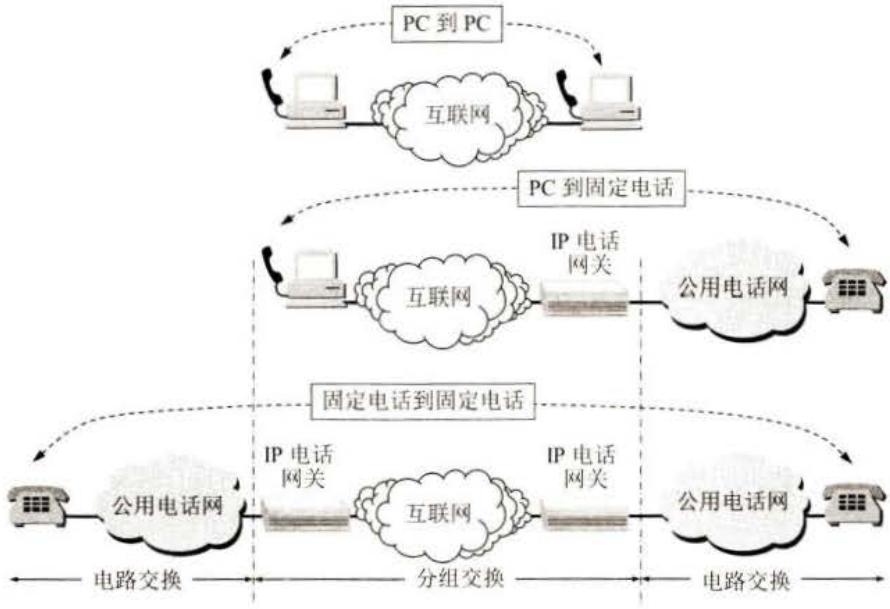 PC 到 PC
互联网
PC 到固定电话
IP 电话
网关
互联网
公用电话网
固定电话到固定电话
IP 电话
网关
IP 电话
网关
公用电话网
互联网
公用电话网
电路交换
分组交换
电路交换